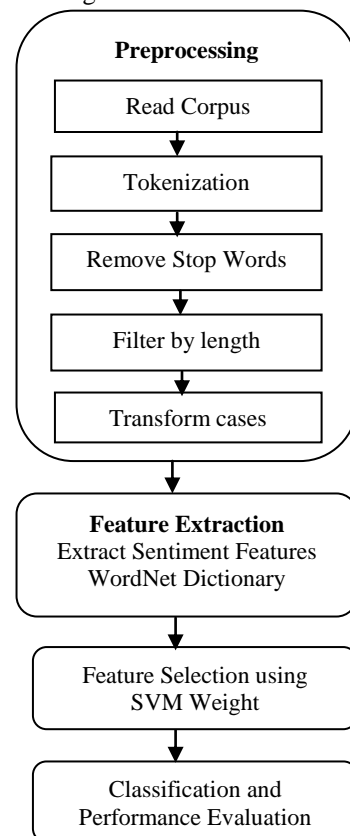 Preprocessing
Read Corpus
Tokenization
Remove Stop Words
Filter by length
Transform cases
Feature Extraction
Extract Sentiment Features
WordNet Dictionary
Feature Selection using
SVM Weight
Classification and
Performance Evaluation